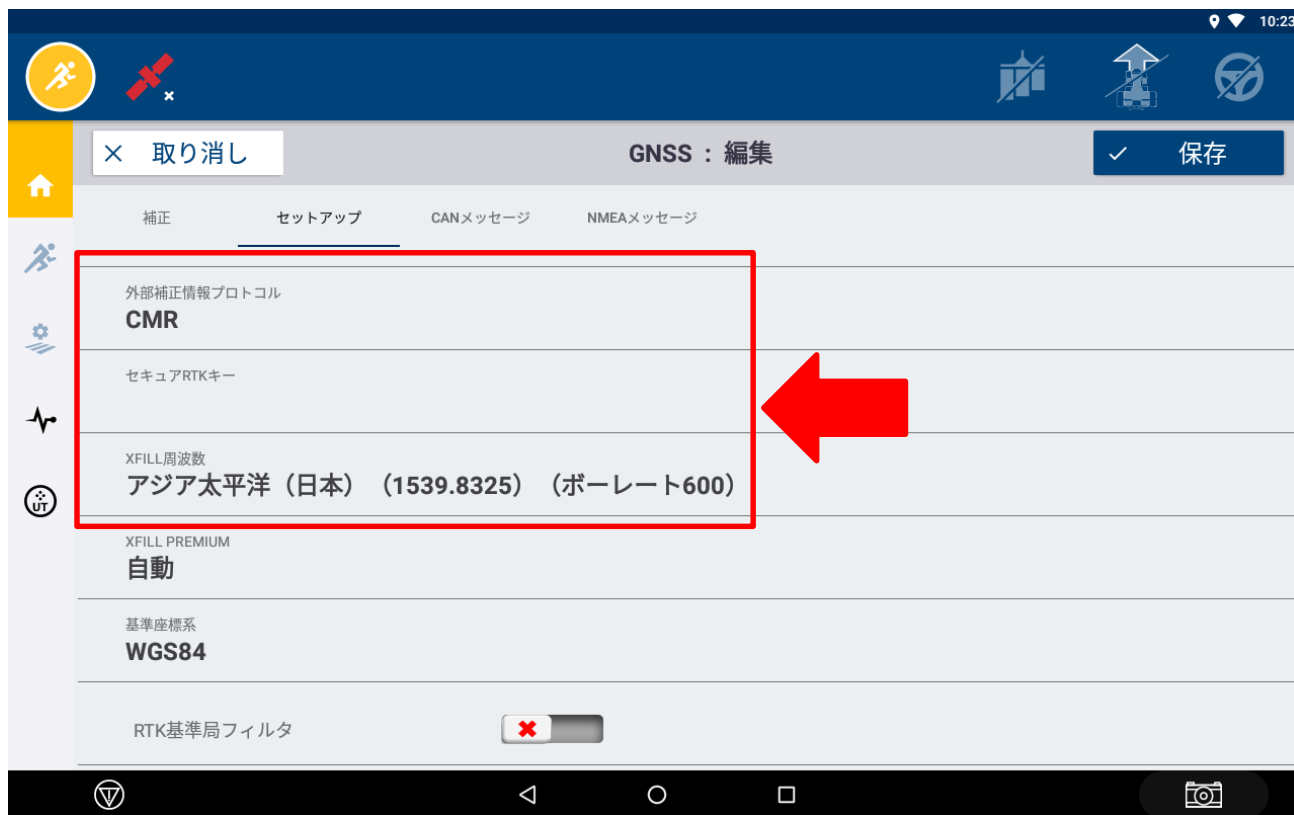 10:23
取り消し
GNSS : 編集
保存
補正 セットアップ CANメッセージ NMEAメッセージ
外部補正情報プロトコル
CMR
セキュアRTKキー
XFILL周波数
アジア太平洋（日本）（1539.8325）（ボーレート600）
XFILL PREMIUM
自動
基準座標系
WGS84
RTK基準局フィルタ
UT